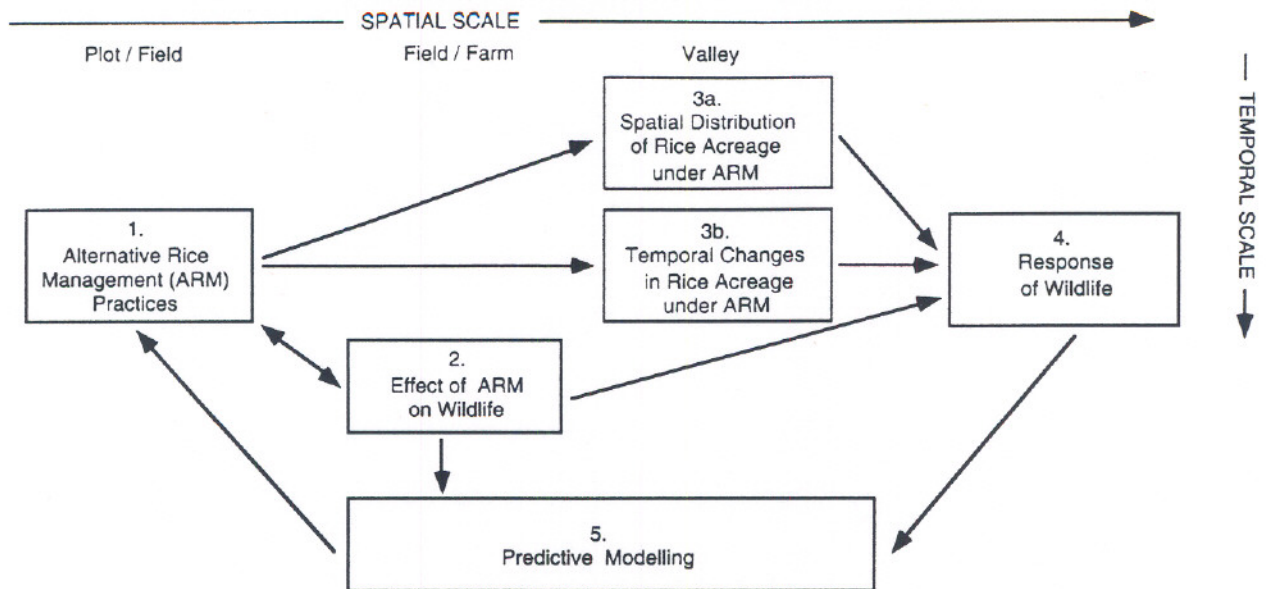 SPATIAL SCALE
Plot / Field
Field / Farm
Valley
TEMPORAL SCALE
3a.
Spatial Distribution
of Rice Acreage
under ARM
1.
Alternative Rice
Management (ARM)
Practices
3b.
Temporal Changes
in Rice Acreage
under ARM
4.
Response
of Wildlife
2.
Effect of ARM
on Wildlife
5.
Predictive Modelling